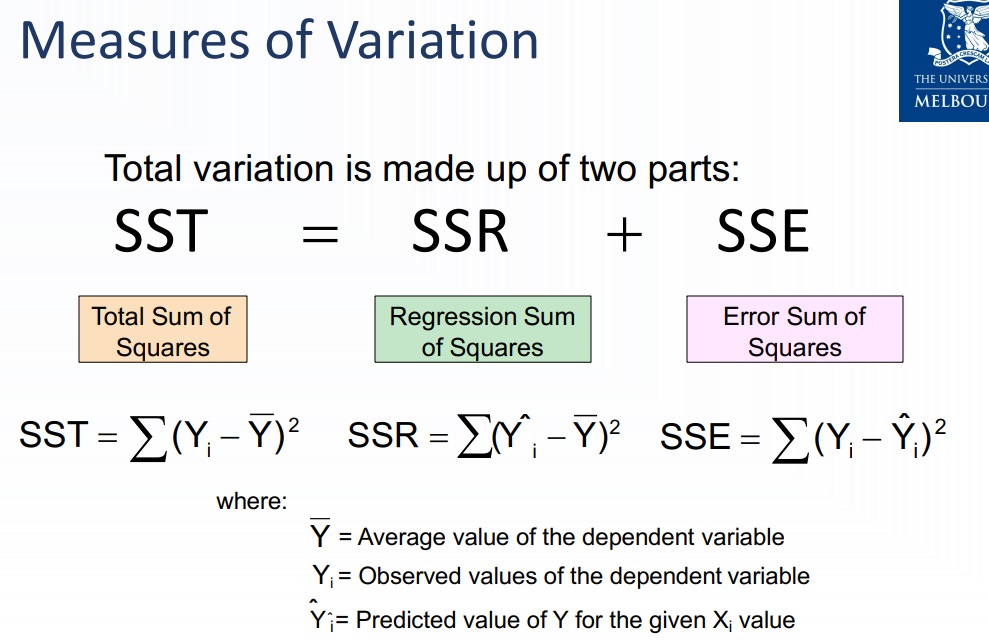 Measures of Variation
POSTERA CRESCAM
THE UNIVERS
MELBOU
Total variation is made up of two parts:
SST = SSR + SSE
Total Sum of Squares
Regression Sum of Squares
Error Sum of Squares
SST = ∑(Yᵢ − Y̅)² SSR = ∑(Ŷᵢ − Y̅)² SSE = ∑(Yᵢ − Ŷᵢ)²
where:
Y̅ = Average value of the dependent variable
Yᵢ = Observed values of the dependent variable
Ŷᵢ = Predicted value of Y for the given Xᵢ value